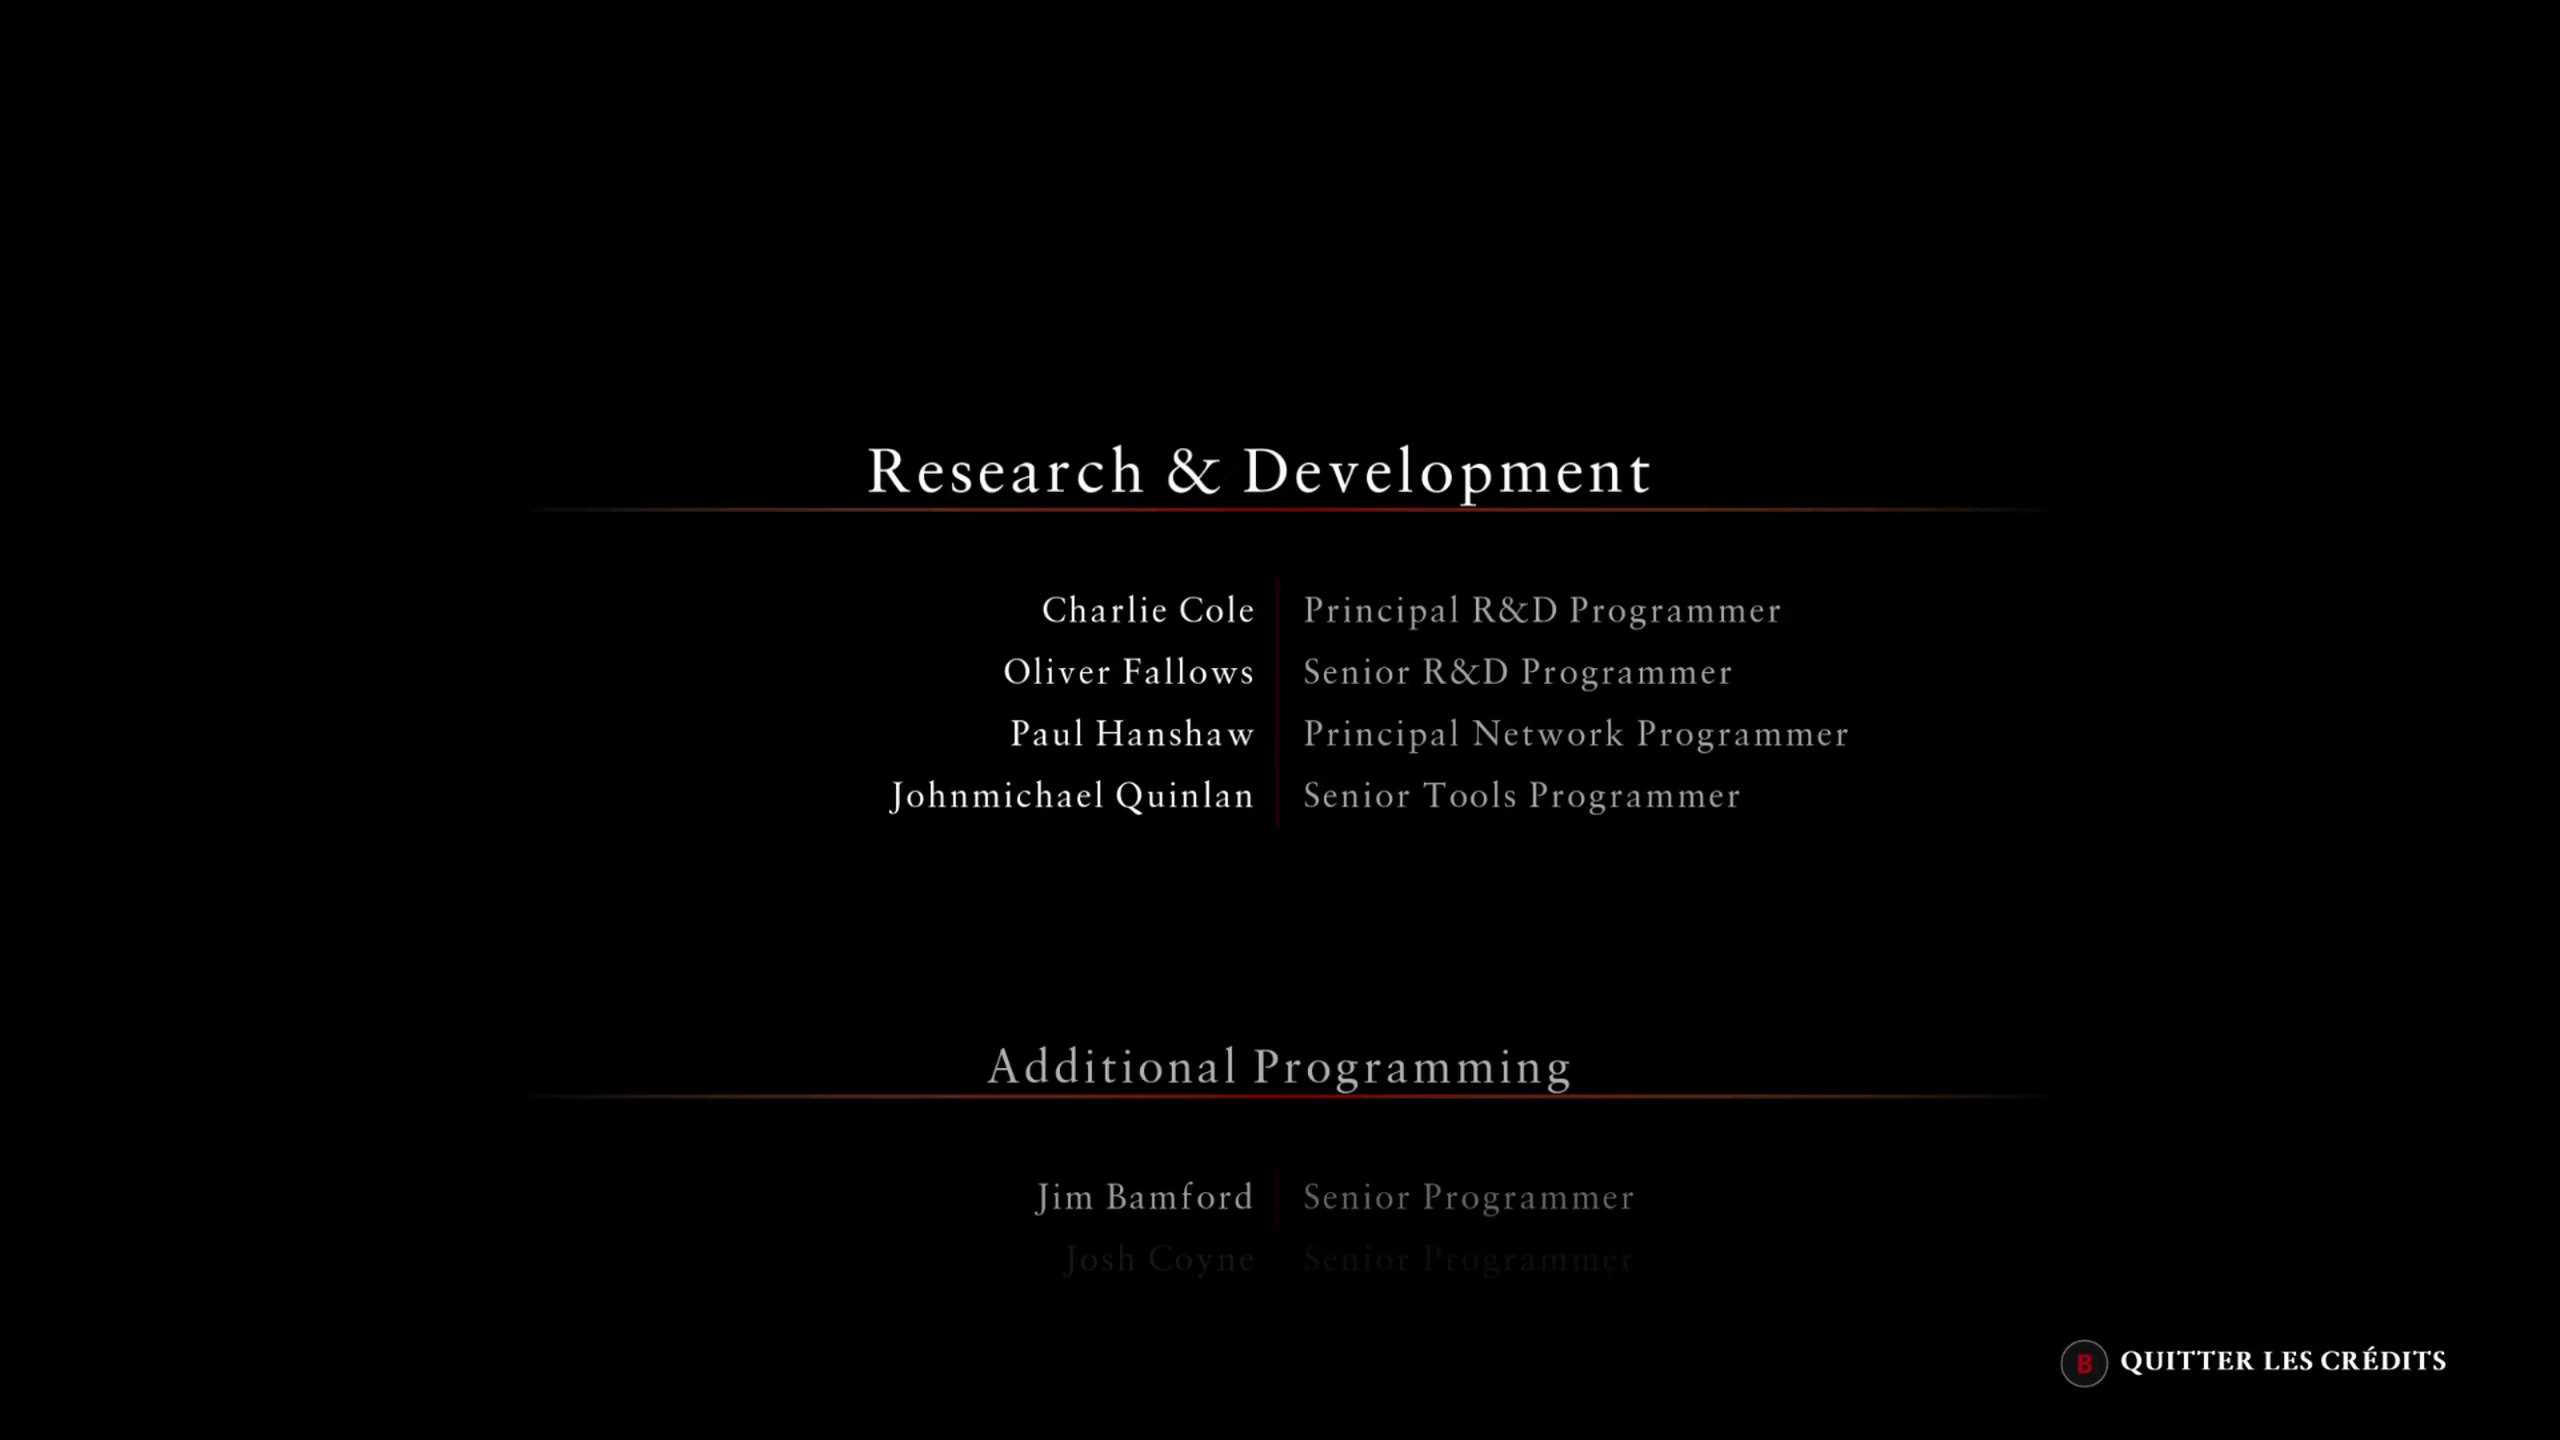 Research & Development
Charlie Cole Principal R&D Programmer
Oliver Fallows Senior R&D Programmer
Paul Hanshaw Principal Network Programmer
Johnmichael Quinlan Senior Tools Programmer
Additional Programming
Jim Bamford Senior Programmer
Josh Coyne Senior Programmer
B QUITTER LES CRÉDITS